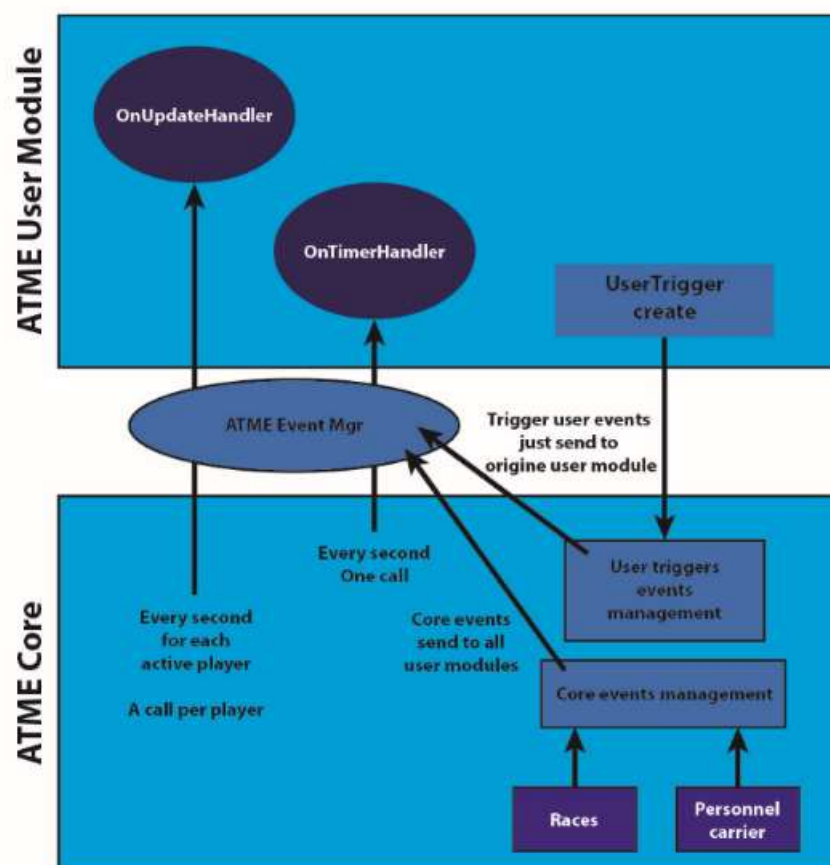 ATME User Module
OnUpdateHandler
OnTimerHandler
UserTrigger
create
ATME Event Mgr
Trigger user events
just send to
origine user module
ATME Core
Every second
for each
active player
A call per player
Every second
One call
Core events
send to all
user modules
User triggers
events
management
Core events management
Races
Personnel
carrier